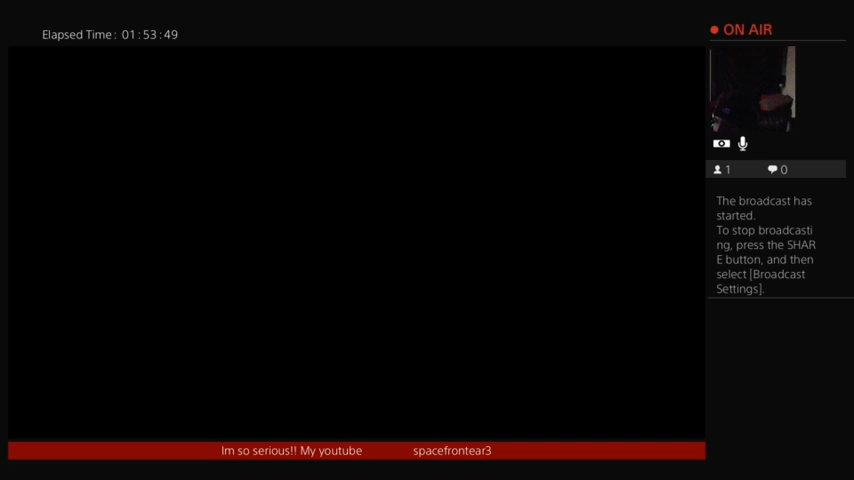 Elapsed Time: 01:53:49
ON AIR
1 0
The broadcast has
started.
To stop broadcasti
ng, press the SHAR
E button, and then
select [Broadcast
Settings].
Im so serious!! My youtube spacefrontear3